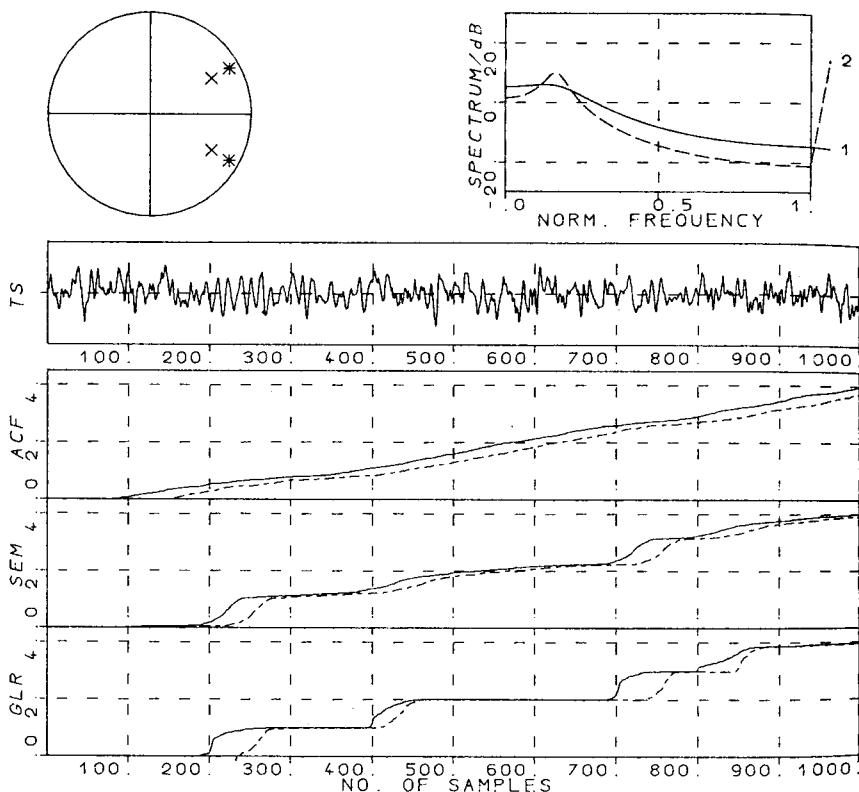 SPECTRUM/dB
20
0
-20
2
1
.0
0.5
1.
NORM. FREQUENCY
TS
100. 200. 300. 400. 500. 600. 700. 800. 900. 1000.
ACF
4
2
0
SEM
4
2
0
GLR
4
2
0
100. 200. 300. 400. 500. 600. 700. 800. 900. 1000.
NO. OF SAMPLES